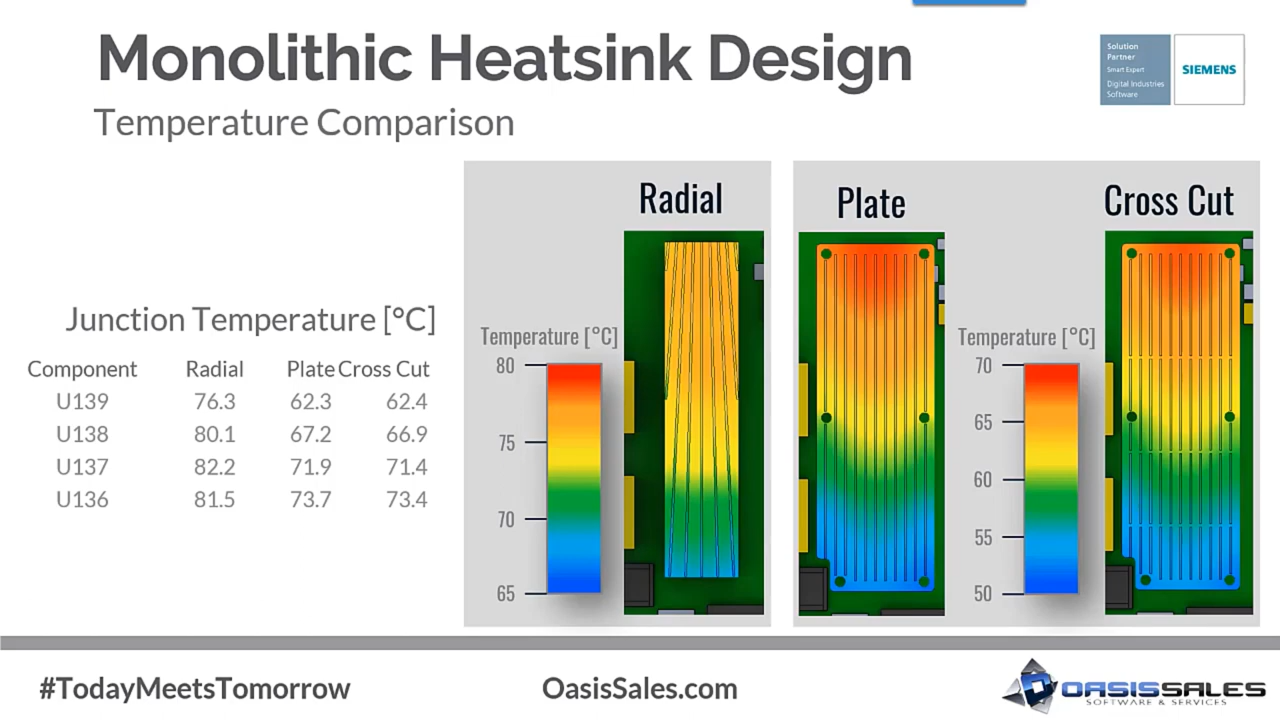 Monolithic Heatsink Design
Temperature Comparison
Solution
Partner
Smart Expert
Digital Industries
Software
SIEMENS
Radial
Plate
Cross Cut
Junction Temperature [°C]
Component Radial Plate Cross Cut
U139 76.3 62.3 62.4
U138 80.1 67.2 66.9
U137 82.2 71.9 71.4
U136 81.5 73.7 73.4
Temperature [°C]
80
75
70
65
Temperature [°C]
70
65
60
55
50
#TodayMeetsTomorrow
OasisSales.com
OASISSALES
SOFTWARE & SERVICES